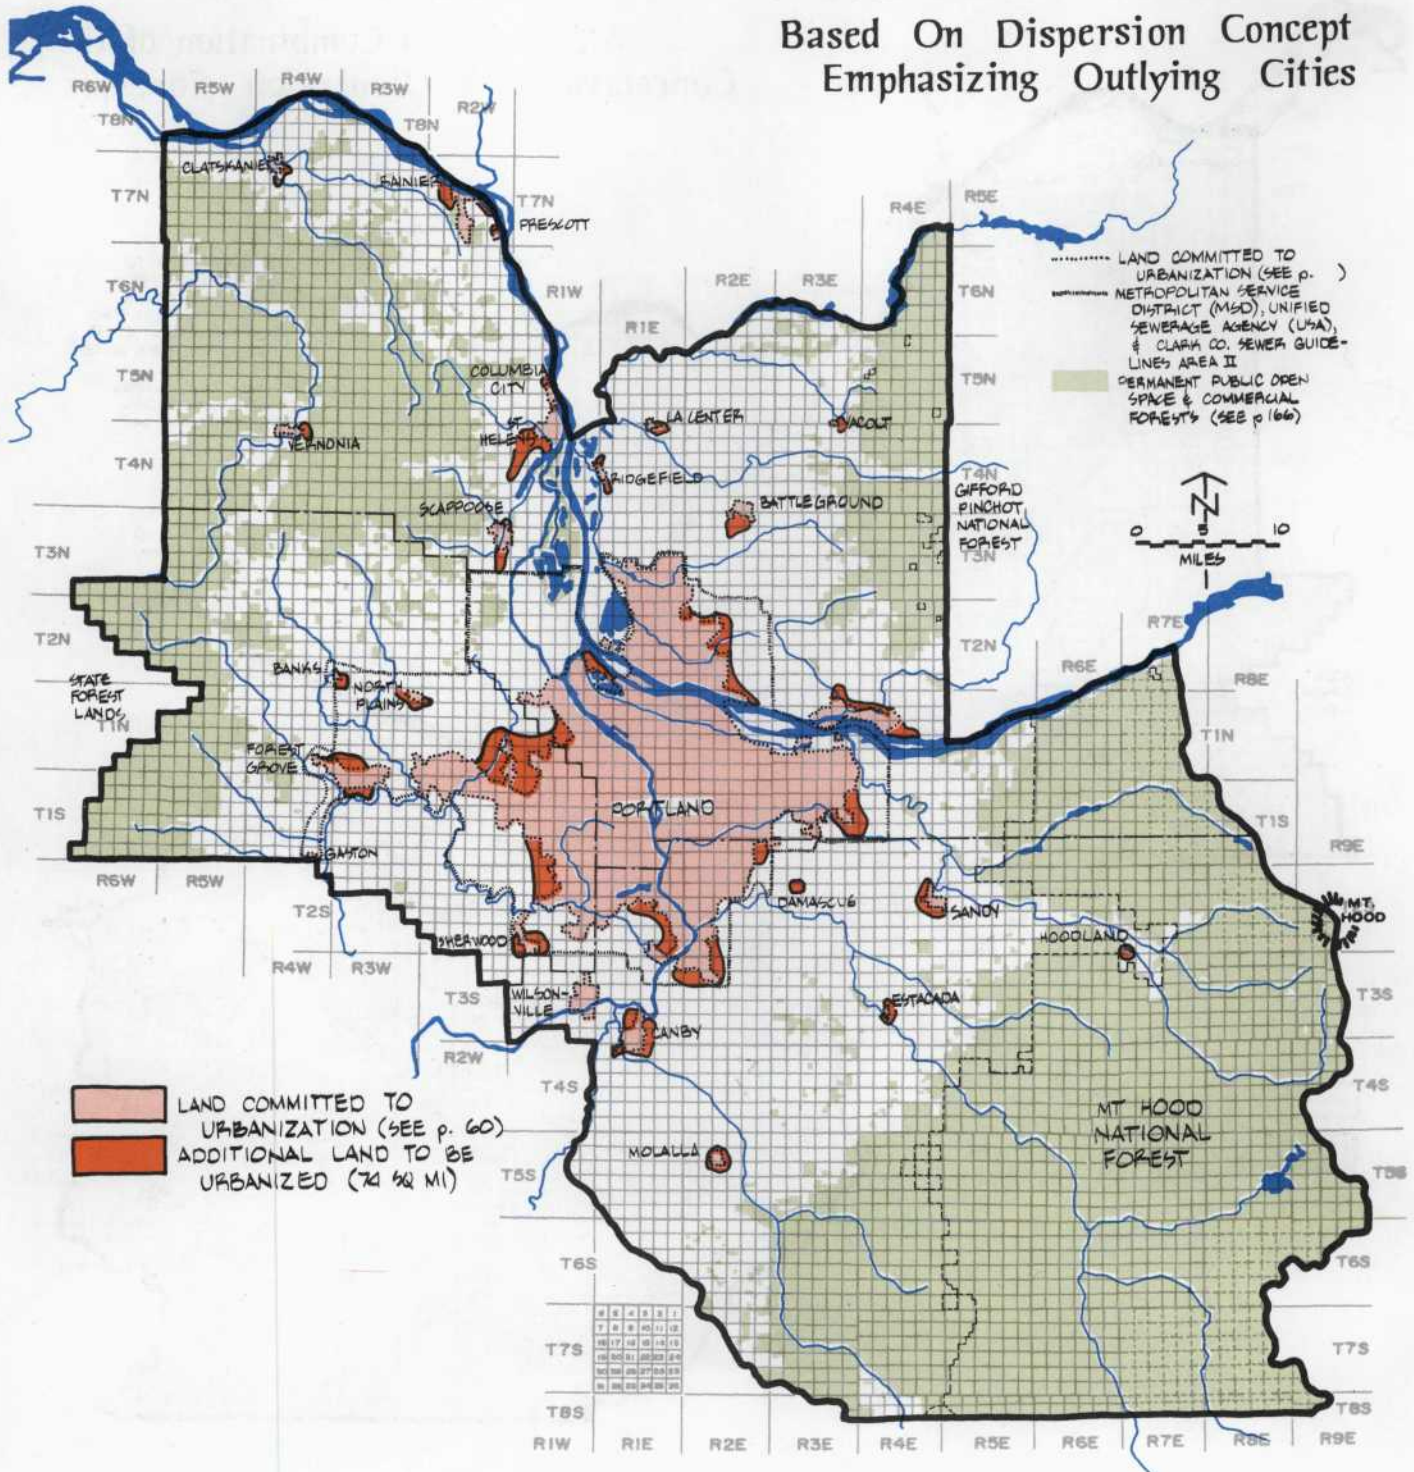 Based On Dispersion Concept
Emphasizing Outlying Cities
R6W
R5W
R4W
R3W
R2W
T8N
T8N
CLATSKANIE
RAINIER
T7N
T7N
PRESCOTT
R4E
R5E
LAND COMMITTED TO
URBANIZATION (SEE p. )
METROPOLITAN SERVICE
DISTRICT (MSD), UNIFIED
SEWERAGE AGENCY (USA),
& CLARK CO. SEWER GUIDE-
LINES AREA II
PERMANENT PUBLIC OPEN
SPACE & COMMERCIAL
FORESTS (SEE p 166)
T6N
R1W
R2E
R3E
T6N
R1E
T5N
COLUMBIA
CITY
T5N
ST
HELENS
LA CENTER
YACOLT
VERNONIA
T4N
RIDGEFIELD
T4N
SCAPPOOSE
BATTLEGROUND
GIFFORD
PINCHOT
NATIONAL
FOREST
N
0 5 10
MILES
T3N
T3N
R7E
T2N
T2N
R6E
R8E
BANKS
NORTH
PLAINS
STATE
FOREST
LANDS
T1N
T1N
FOREST
GROVE
PORTLAND
T1S
T1S
R9E
GASTON
R6W
R5W
T2S
DAMASCUS
SANDY
MT.
HOOD
SHERWOOD
HOODLAND
R4W
R3W
T3S
WILSON-
VILLE
ESTACADA
T3S
CANBY
R2W
T4S
T4S
LAND COMMITTED TO
URBANIZATION (SEE p. 60)
ADDITIONAL LAND TO BE
URBANIZED (74 SQ MI)
MT HOOD
NATIONAL
FOREST
MOLALLA
T5S
T5S
T6S
T6S
T7S
T7S
T8S
T8S
R1W
R1E
R2E
R3E
R4E
R5E
R6E
R7E
R8E
R9E